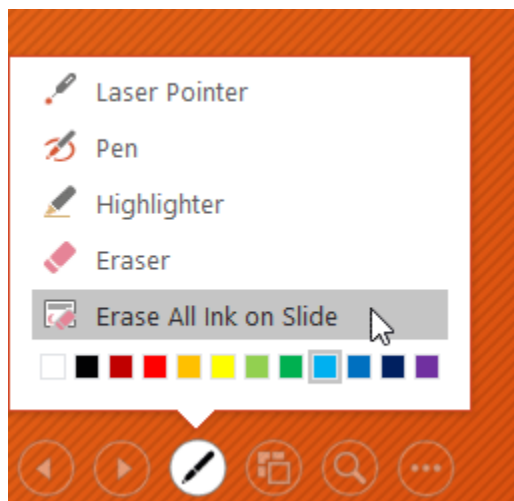 Laser Pointer
Pen
Highlighter
Eraser
Erase All Ink on Slide